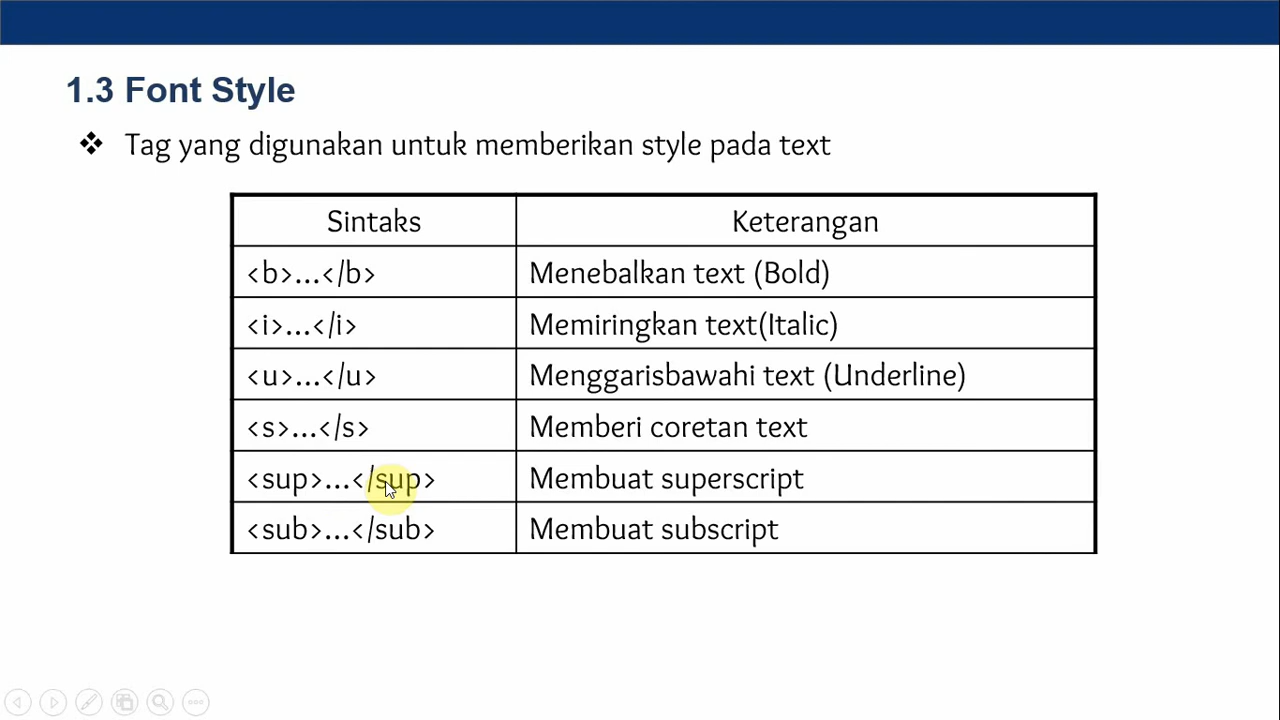 1.3 Font Style
❖ Tag yang digunakan untuk memberikan style pada text
Sintaks Keterangan
<b>...</b> Menebalkan text (Bold)
<i>...</i> Memiringkan text(Italic)
<u>...</u> Menggarisbawahi text (Underline)
<s>...</s> Memberi coretan text
<sup>...</sup> Membuat superscript
<sub>...</sub> Membuat subscript